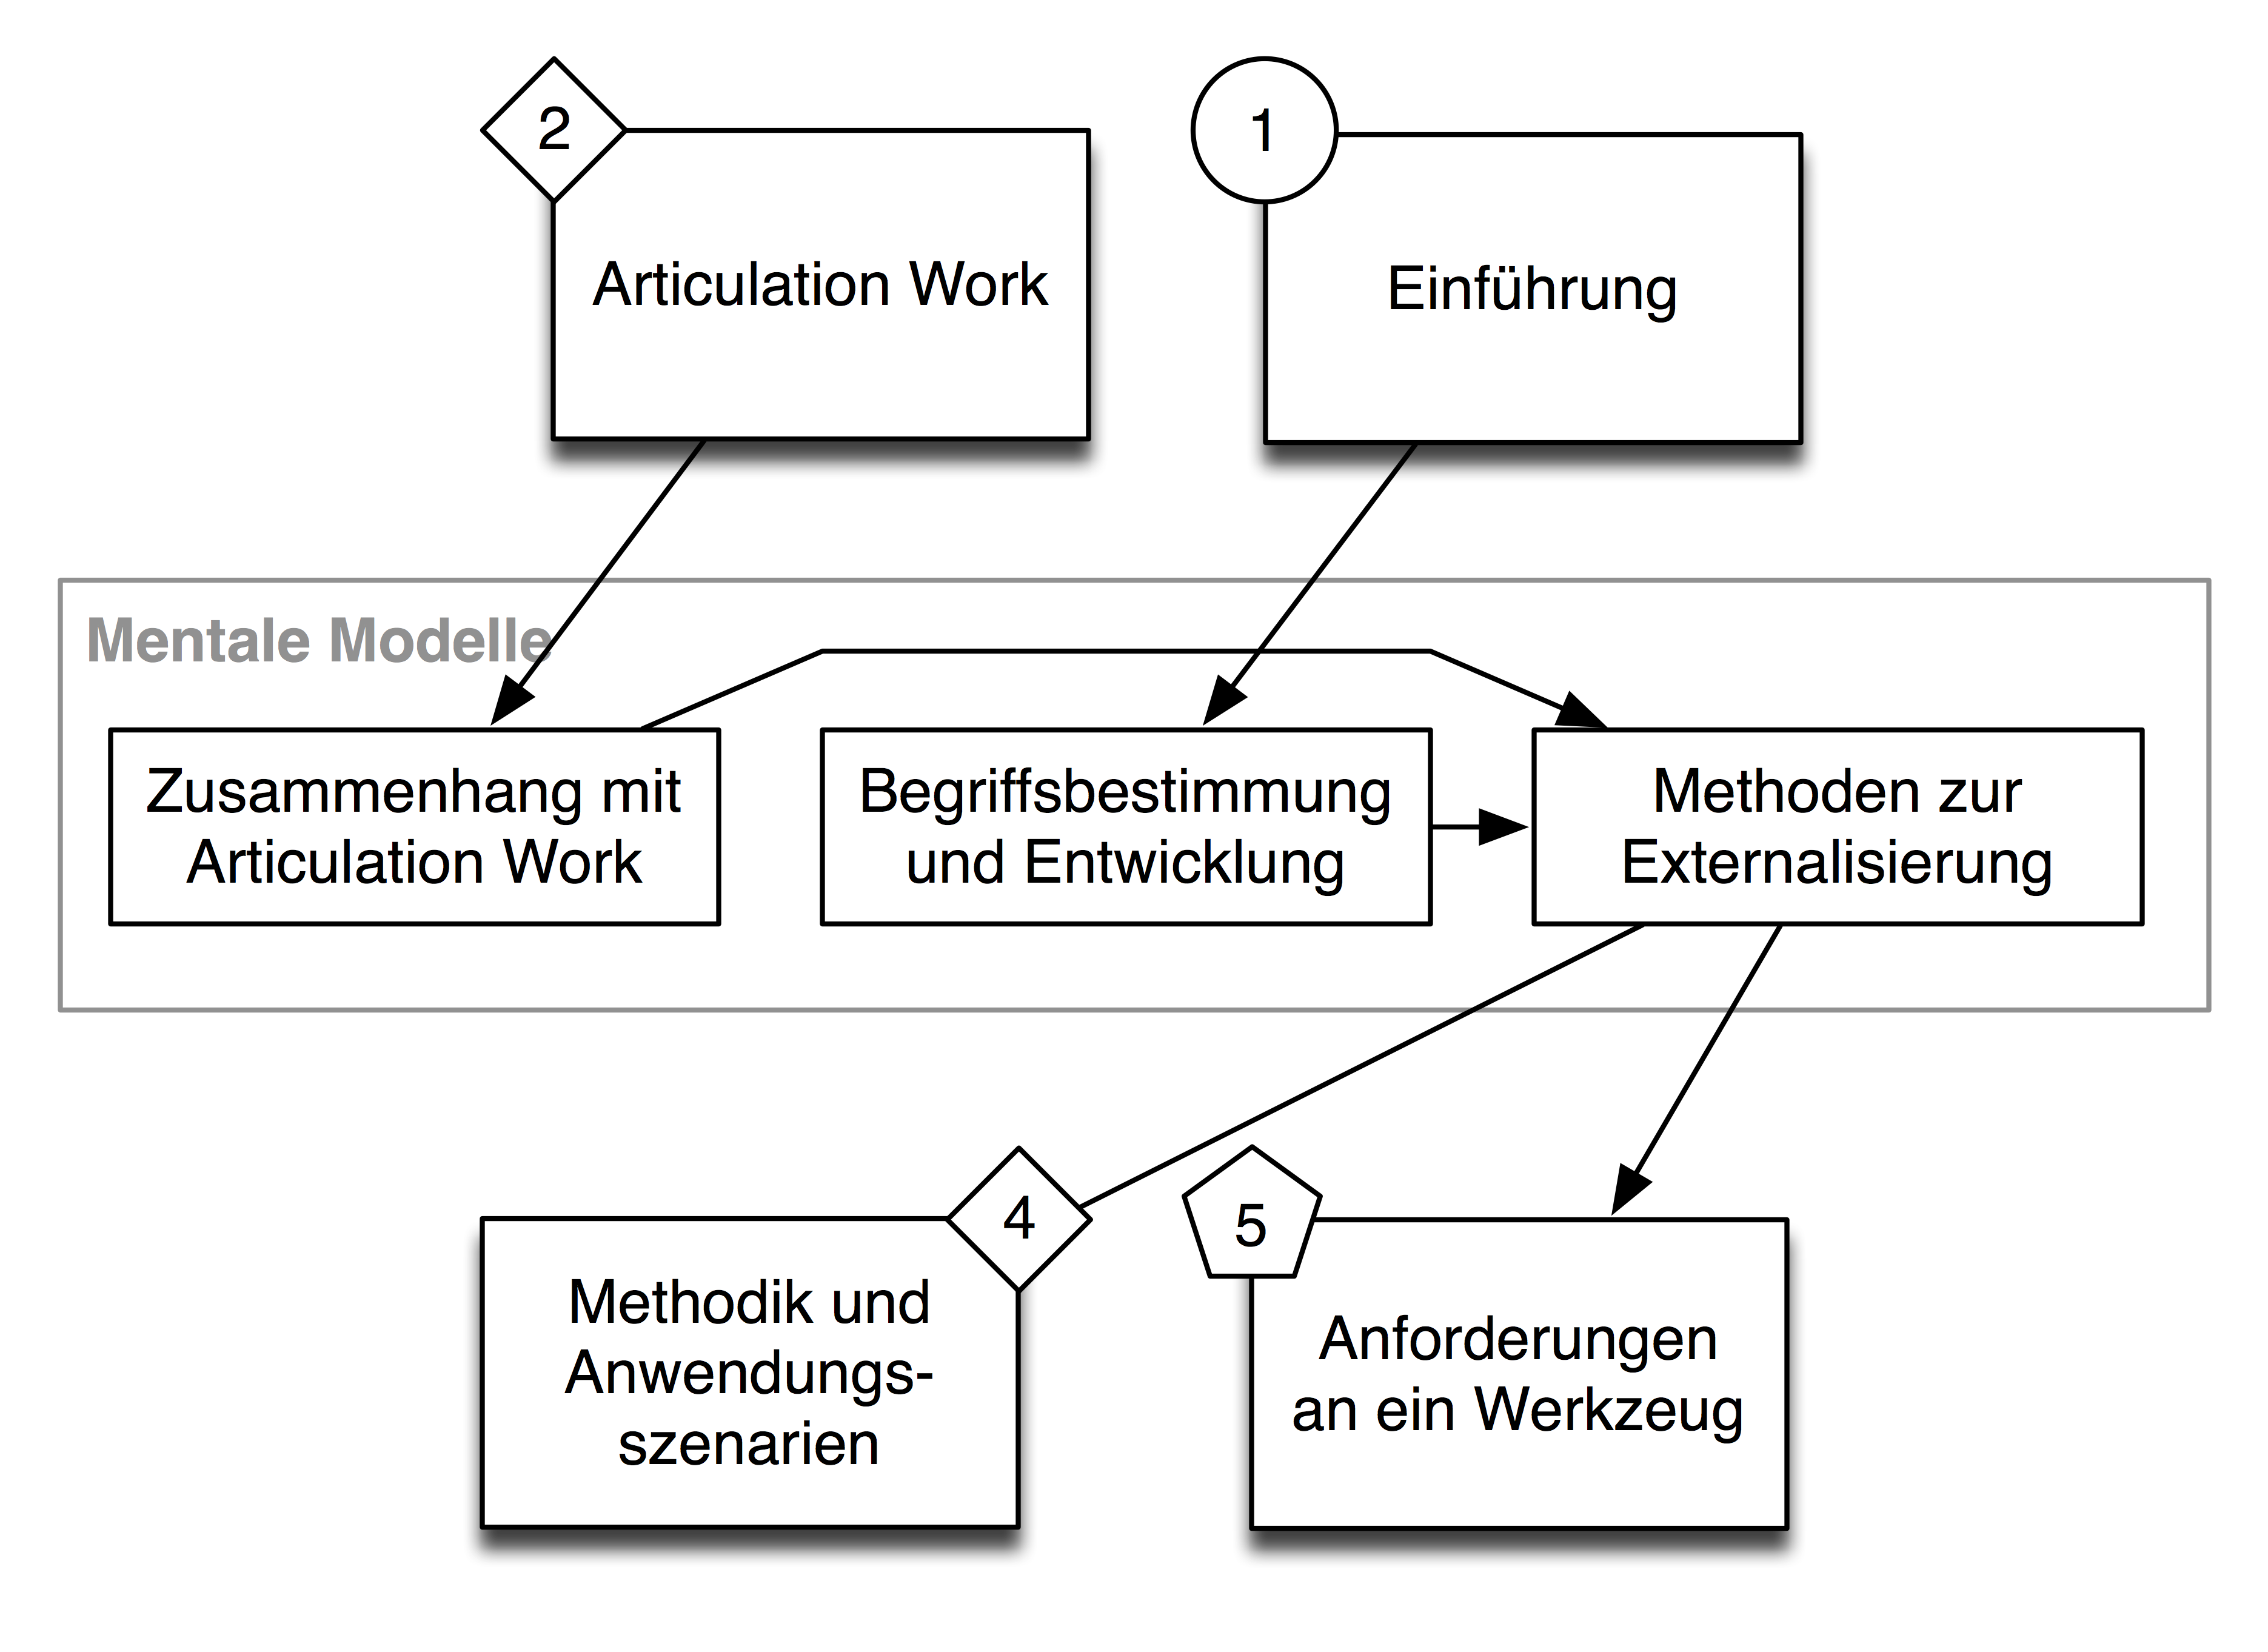 2
Articulation Work
1
Einführung
Mentale Modelle
Zusammenhang mit
Articulation Work
Begriffsbestimmung
und Entwicklung
Methoden zur
Externalisierung
4
Methodik und
Anwendungs-
szenarien
5
Anforderungen
an ein Werkzeug